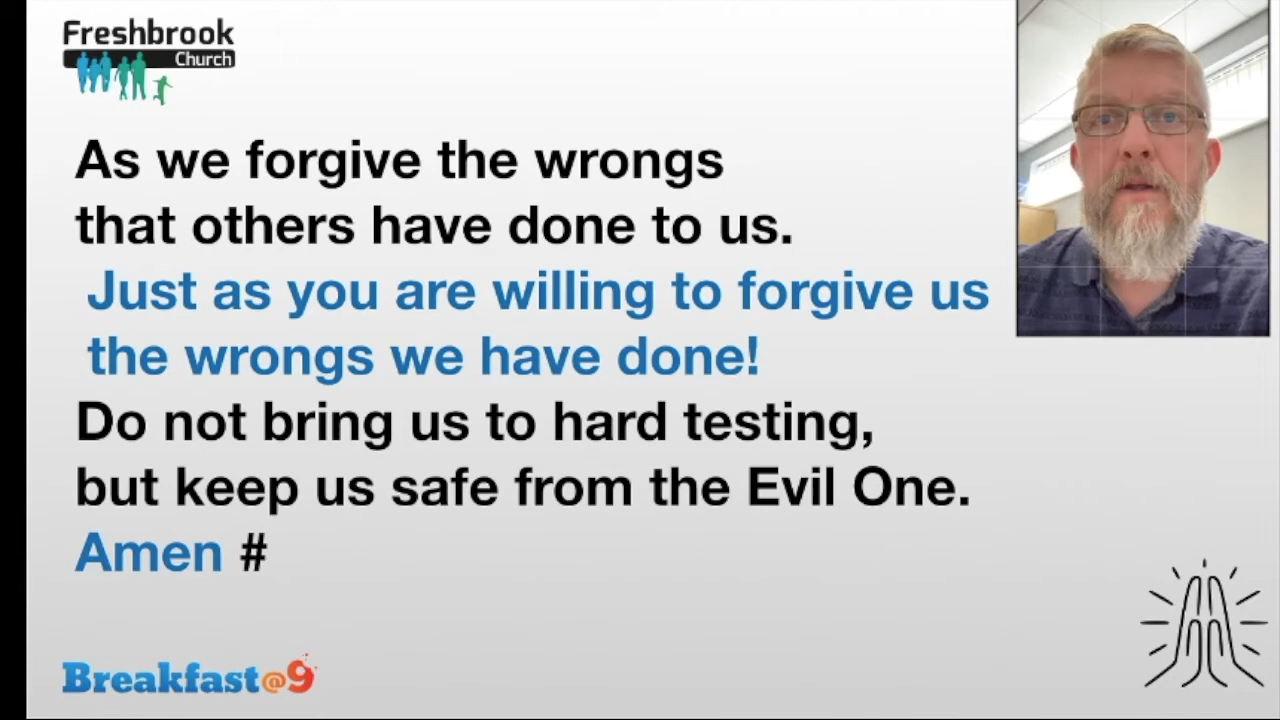 Freshbrook
Church
As we forgive the wrongs
that others have done to us.
Just as you are willing to forgive us
the wrongs we have done!
Do not bring us to hard testing,
but keep us safe from the Evil One.
Amen #
Breakfast@9